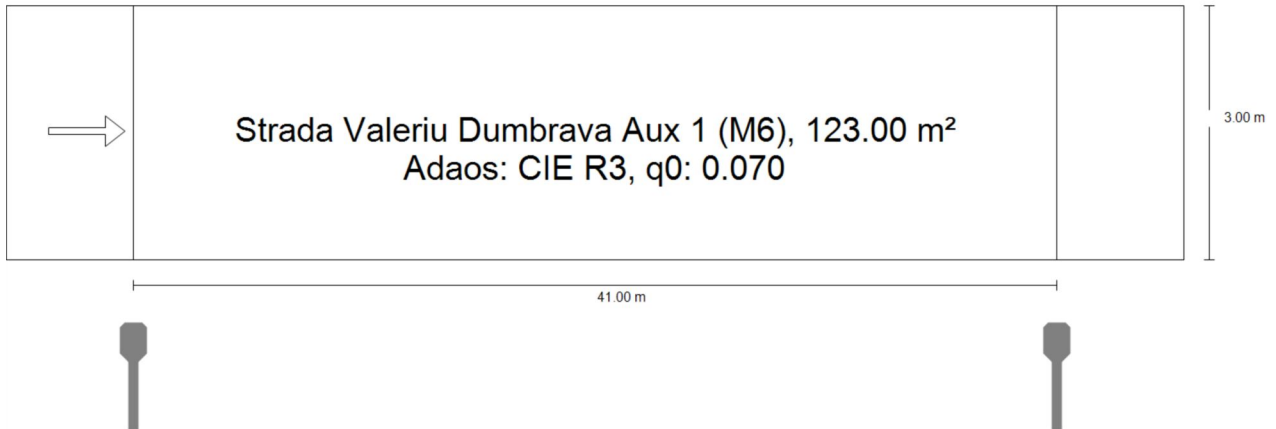 Strada Valeriu Dumbrava Aux 1 (M6), 123.00 m²
Adaos: CIE R3, q0: 0.070
3.00 m
41.00 m